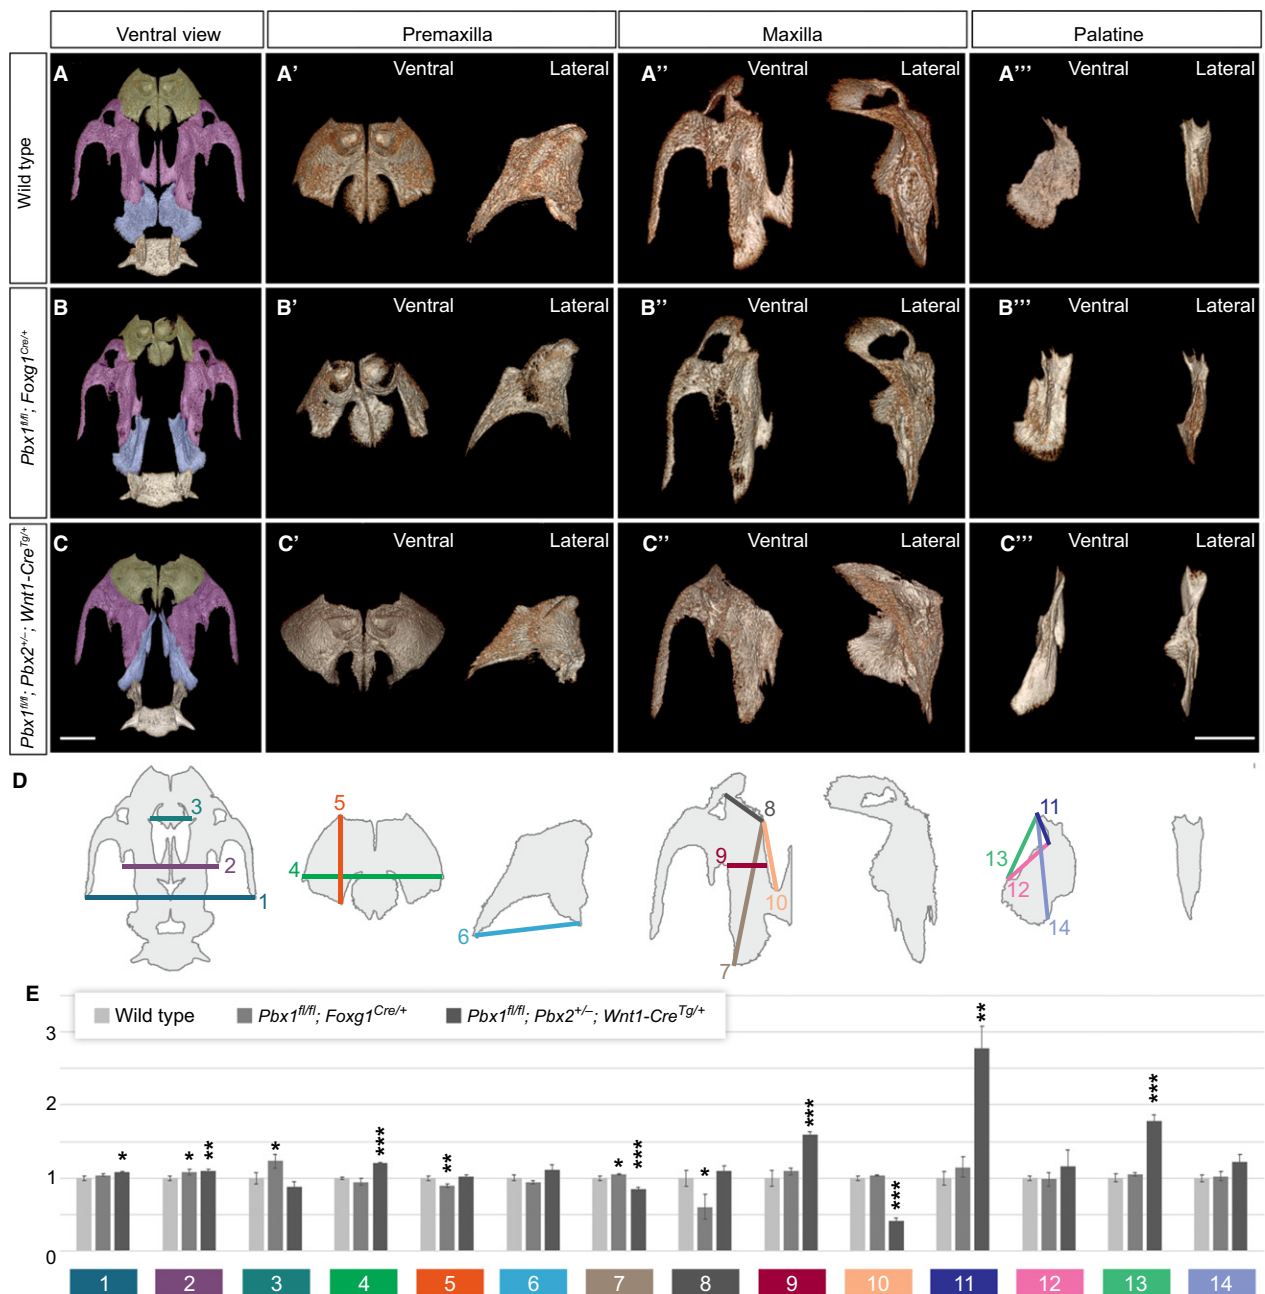 Ventral view Premaxilla Maxilla Palatine
Wild type
A A’ Ventral Lateral A’’ Ventral Lateral A’’’ Ventral Lateral
Pbx1fl/fl; Foxg1Cre/+
B B’ Ventral Lateral B’’ Ventral Lateral B’’’ Ventral Lateral
Pbx1fl/fl; Pbx2+/–; Wnt1-CreTg/+
C C’ Ventral Lateral C’’ Ventral Lateral C’’’ Ventral Lateral
D
3
2
1
5
4
6
8
9
10
7
11
13
12
14
E
Wild type Pbx1fl/fl; Foxg1Cre/+ Pbx1fl/fl; Pbx2+/–; Wnt1-CreTg/+
3
2
1
0
* * ** * *** ** * *** * *** *** ** ***
1 2 3 4 5 6 7 8 9 10 11 12 13 14